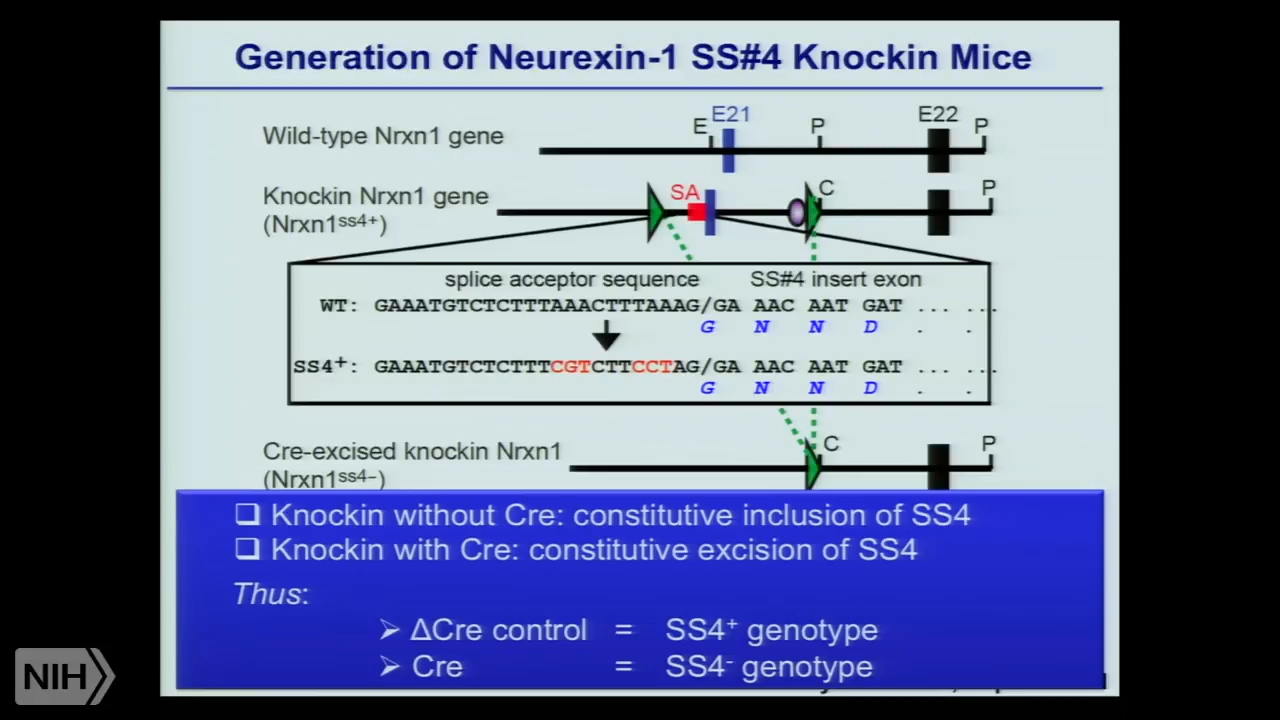 Generation of Neurexin-1 SS#4 Knockin Mice
E E21 P E22 P
Wild-type Nrxn1 gene
Knockin Nrxn1 gene SA C P
(Nrxn1ss4+)
splice acceptor sequence SS#4 insert exon
WT: GAAATGTCTCTTTAAACTTTAAAG/GA AAC AAT GAT ... ...
G N N D . .
SS4+: GAAATGTCTCTTTCGTCTTCCTAG/GA AAC AAT GAT ... ...
G N N D . .
Cre-excised knockin Nrxn1 C P
(Nrxn1ss4–)
❑ Knockin without Cre: constitutive inclusion of SS4
❑ Knockin with Cre: constitutive excision of SS4
Thus:
➢ ΔCre control = SS4+ genotype
➢ Cre = SS4- genotype
NIH